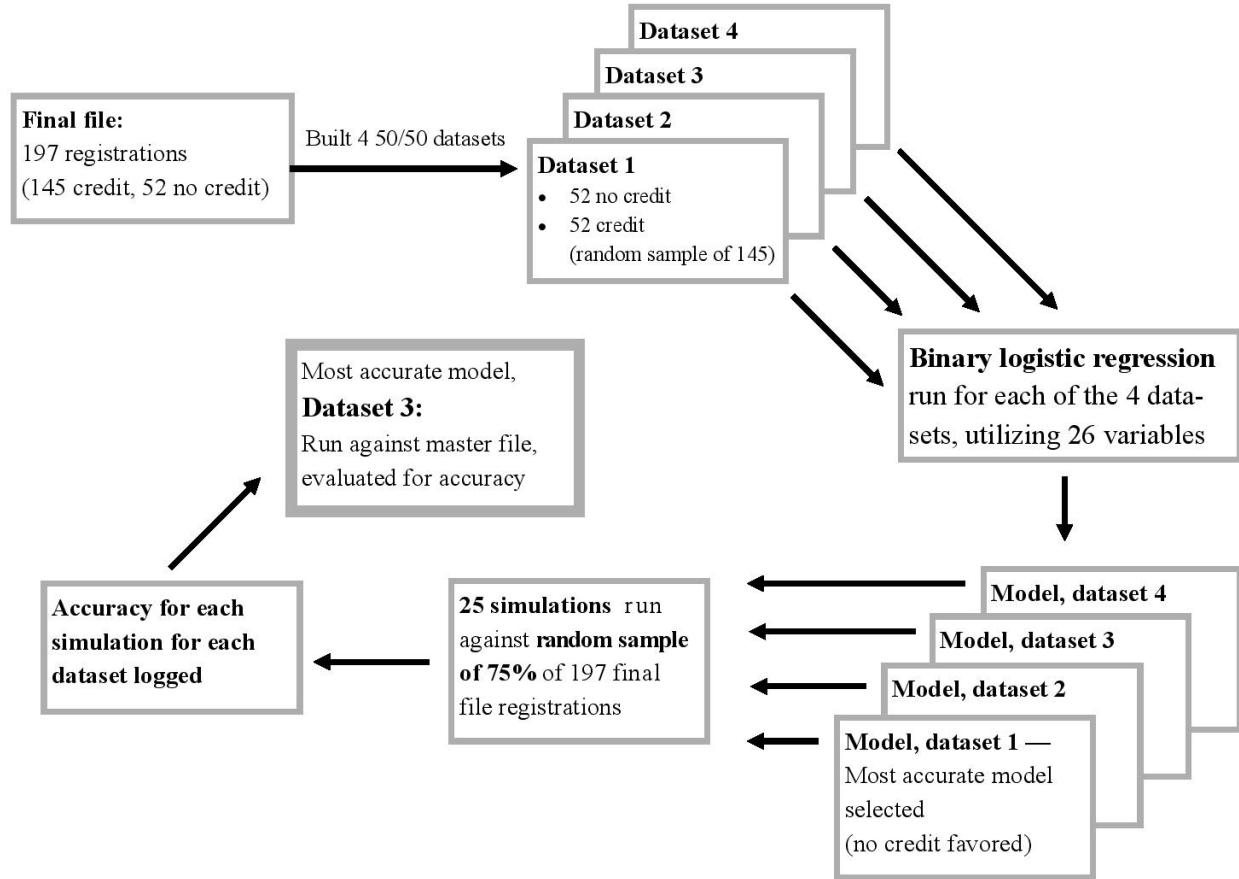 Final file:
197 registrations
(145 credit, 52 no credit)
Built 4 50/50 datasets
Dataset 4
Dataset 3
Dataset 2
Dataset 1
• 52 no credit
• 52 credit
(random sample of 145)
Binary logistic regression
run for each of the 4 data-
sets, utilizing 26 variables
Model, dataset 4
Model, dataset 3
Model, dataset 2
Model, dataset 1 —
Most accurate model
selected
(no credit favored)
25 simulations run
against random sample
of 75% of 197 final
file registrations
Accuracy for each
simulation for each
dataset logged
Most accurate model,
Dataset 3:
Run against master file,
evaluated for accuracy